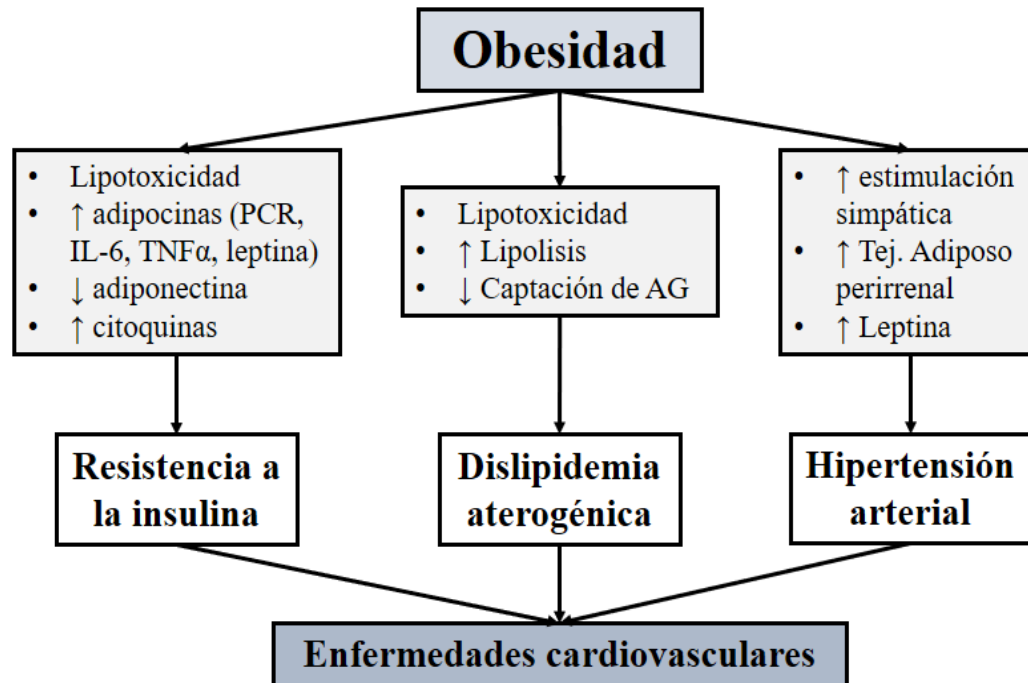 Obesidad
• Lipotoxicidad
• ↑ adipocinas (PCR,
IL-6, TNFα, leptina)
• ↓ adiponectina
• ↑ citoquinas
• Lipotoxicidad
• ↑ Lipolisis
• ↓ Captación de AG
• ↑ estimulación
simpática
• ↑ Tej. Adiposo
perirrenal
• ↑ Leptina
Resistencia a
la insulina
Dislipidemia
aterogénica
Hipertensión
arterial
Enfermedades cardiovasculares